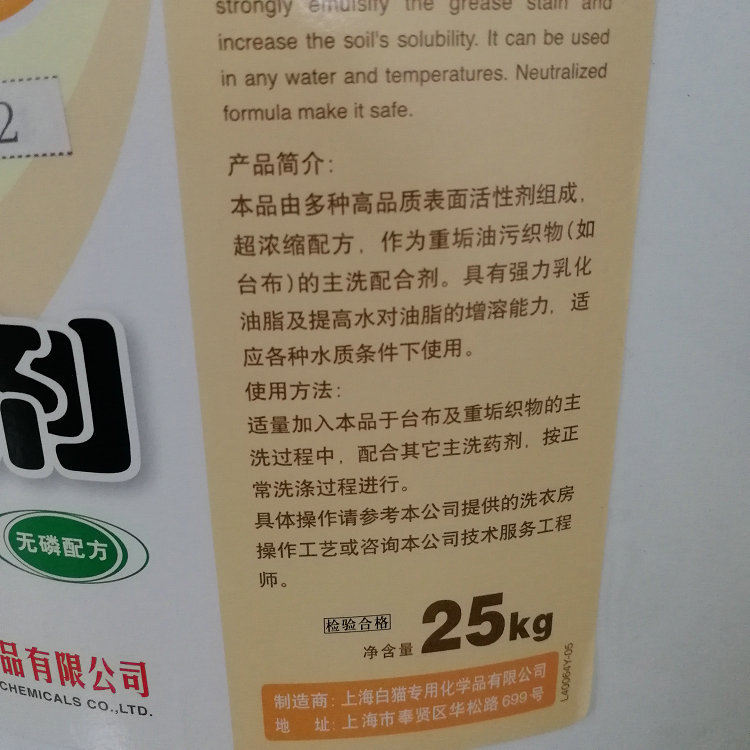 strongly emulsify the grease stain and
increase the soil's solubility. It can be used
in any water and temperatures. Neutralized
formula make it safe.
2
产品简介:
本品由多种高品质表面活性剂组成,
超浓缩配方, 作为重垢油污织物(如
台布)的主洗配合剂。具有强力乳化
油脂及提高水对油脂的增溶能力, 适
应各种水质条件下使用。
使用方法:
适量加入本品于台布及重垢织物的主
洗过程中, 配合其它主洗药剂, 按正
常洗涤过程进行。
具体操作请参考本公司提供的洗衣房
操作工艺或咨询本公司技术服务工程
师。
剂
无磷配方
检验合格
净含量 25kg
品有限公司
CHEMICALS CO.,LTD.
制造商: 上海白猫专用化学品有限公司
地 址: 上海市奉贤区华松路699号
L40064Y-05